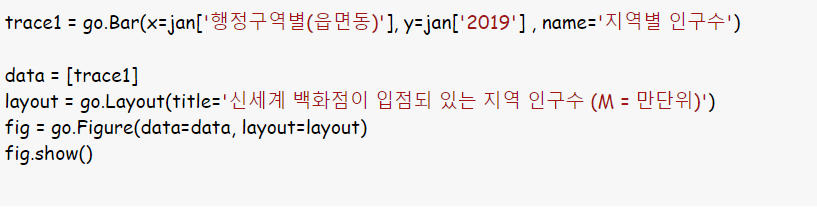 trace1 = go.Bar(x=jan['행정구역별(읍면동)'], y=jan['2019'] , name='지역별 인구수')
data = [trace1]
layout = go.Layout(title='신세계 백화점이 입점되 있는 지역 인구수 (M = 만단위)')
fig = go.Figure(data=data, layout=layout)
fig.show()